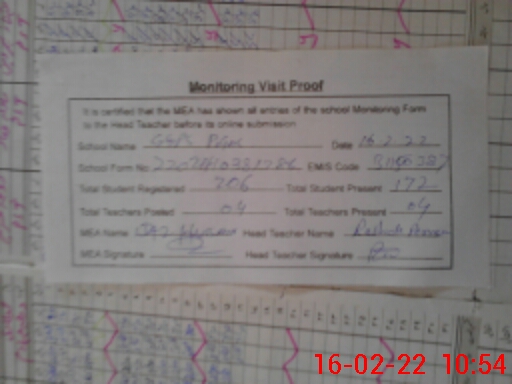 Monitoring Visit Proof
It is certified that the MEA has shown all entries of the school Monitoring Form
to the Head Teacher before its online submission
School Name GGPS Date 16.2.22
School Form No: EMIS Code
Total Student Registered 206 Total Student Present 172
Total Teachers Posted 04 Total Teachers Present 04
MEA Name Head Teacher Name
MEA Signature Head Teacher Signature
16-02-22 10:54